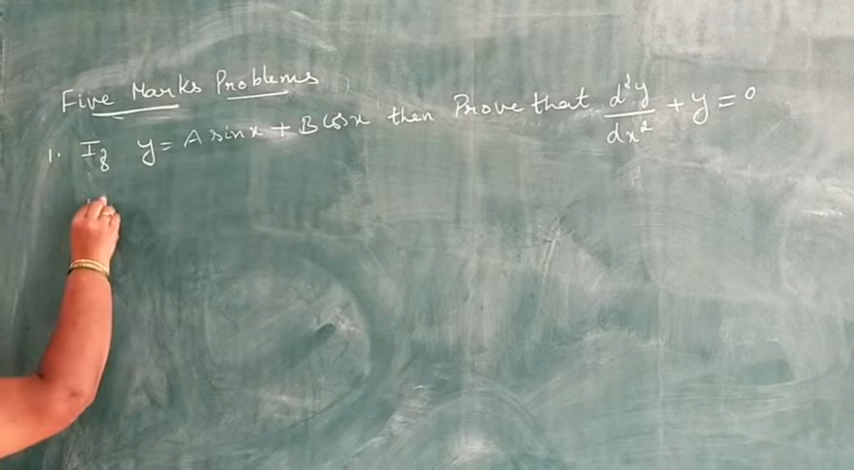 Five Marks Problems
1. If y = A sin x + B cos x then Prove that d²y/dx² + y = 0